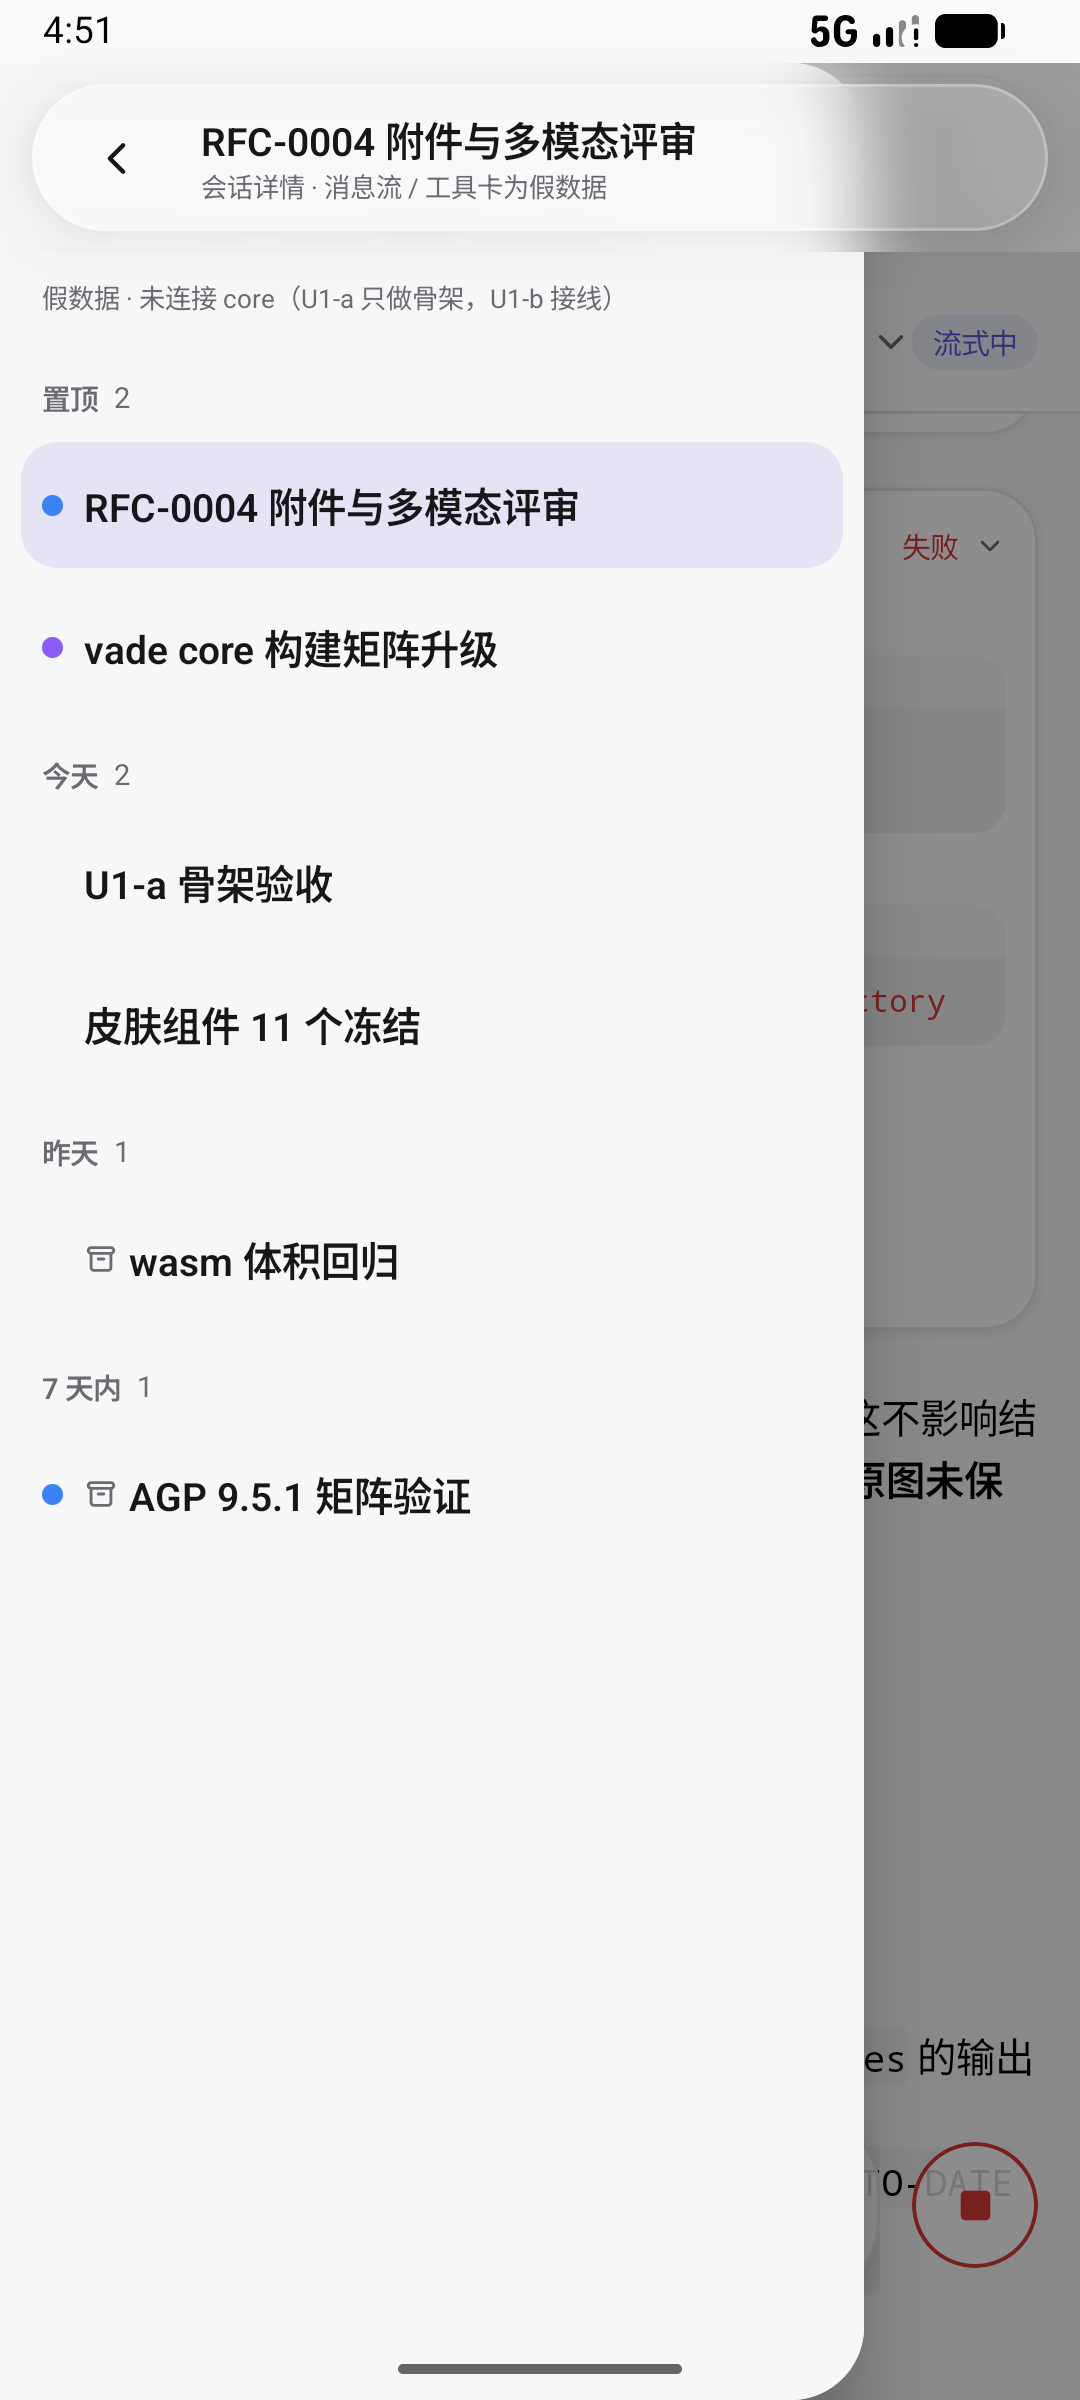 4:51
5G
RFC-0004 附件与多模态评审
会话详情 · 消息流 / 工具卡为假数据
假数据 · 未连接 core（U1-a 只做骨架，U1-b 接线）
流式中
置顶 2
RFC-0004 附件与多模态评审
失败
vade core 构建矩阵升级
今天 2
U1-a 骨架验收
ctory
皮肤组件 11 个冻结
昨天 1
wasm 体积回归
7 天内 1
这不影响结
原图未保
AGP 9.5.1 矩阵验证
es 的输出
TO-DATE